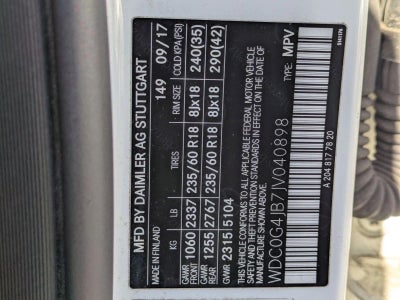 MFD BY DAIMLER AG STUTTGART
MADE IN FINLAND 149 09/17
KG LB TIRES RIM SIZE COLD KPA(PSI)
GAWR FRONT 1060 2337 235/60 R18 8Jx18 240(35)
GAWR REAR 1255 2767 235/60 R18 8Jx18 290(42)
GVWR 2315 5104
THIS VEHICLE CONFORMS TO ALL APPLICABLE FEDERAL MOTOR VEHICLE
SAFETY AND THEFT PREVENTION STANDARDS IN EFFECT ON THE DATE
OF MANUFACTURE SHOWN ABOVE.
WDC0G4JB7JV040898 TYPE: MPV
A 204 817 78 20